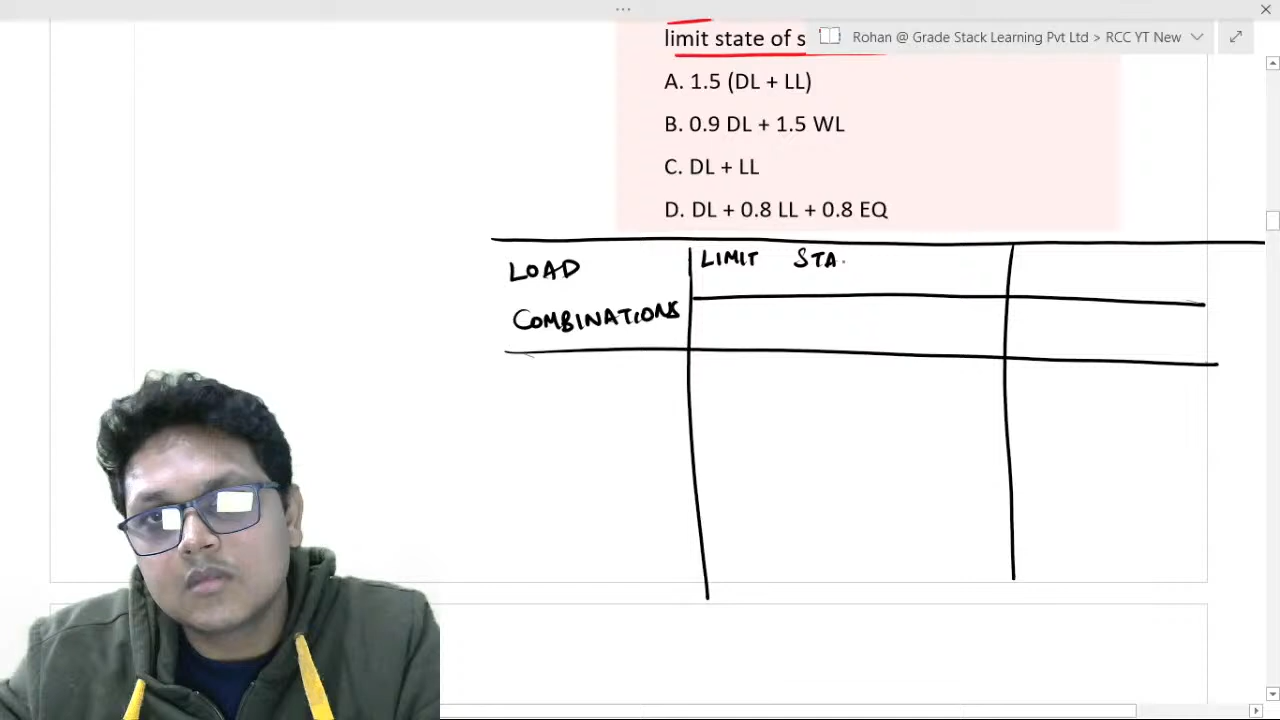 limit state of s
Rohan @ Grade Stack Learning Pvt Ltd > RCC YT New
A. 1.5 (DL + LL)
B. 0.9 DL + 1.5 WL
C. DL + LL
D. DL + 0.8 LL + 0.8 EQ
LOAD
COMBINATIONS
LIMIT STA